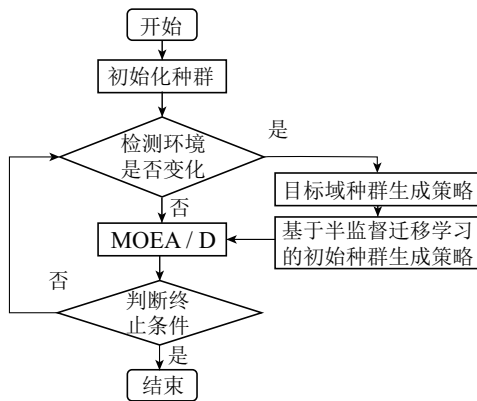 开始
初始化种群
检测环境
是否变化
是
目标域种群生成策略
基于半监督迁移学习
的初始种群生成策略
否
MOEA / D
否
判断终
止条件
是
结束